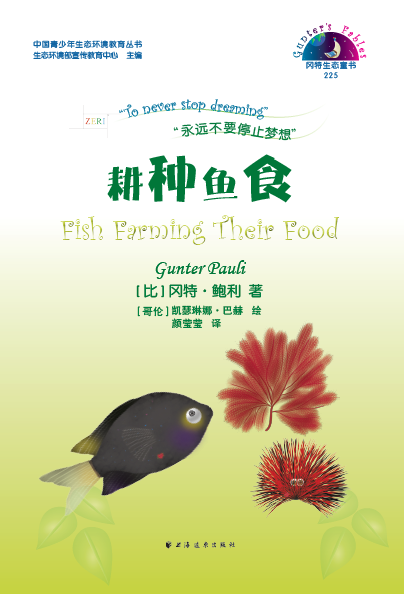 中国青少年生态环境教育丛书
生态环境部宣传教育中心 主编
Gunter's Fables
冈特生态童书
225
ZERI
“To never stop dreaming”
“永远不要停止梦想”
耕种鱼食
Fish Farming Their Food
Gunter Pauli
[比] 冈特·鲍利 著
[哥伦] 凯瑟琳娜·巴赫 绘
颜莹莹 译
上海远东出版社